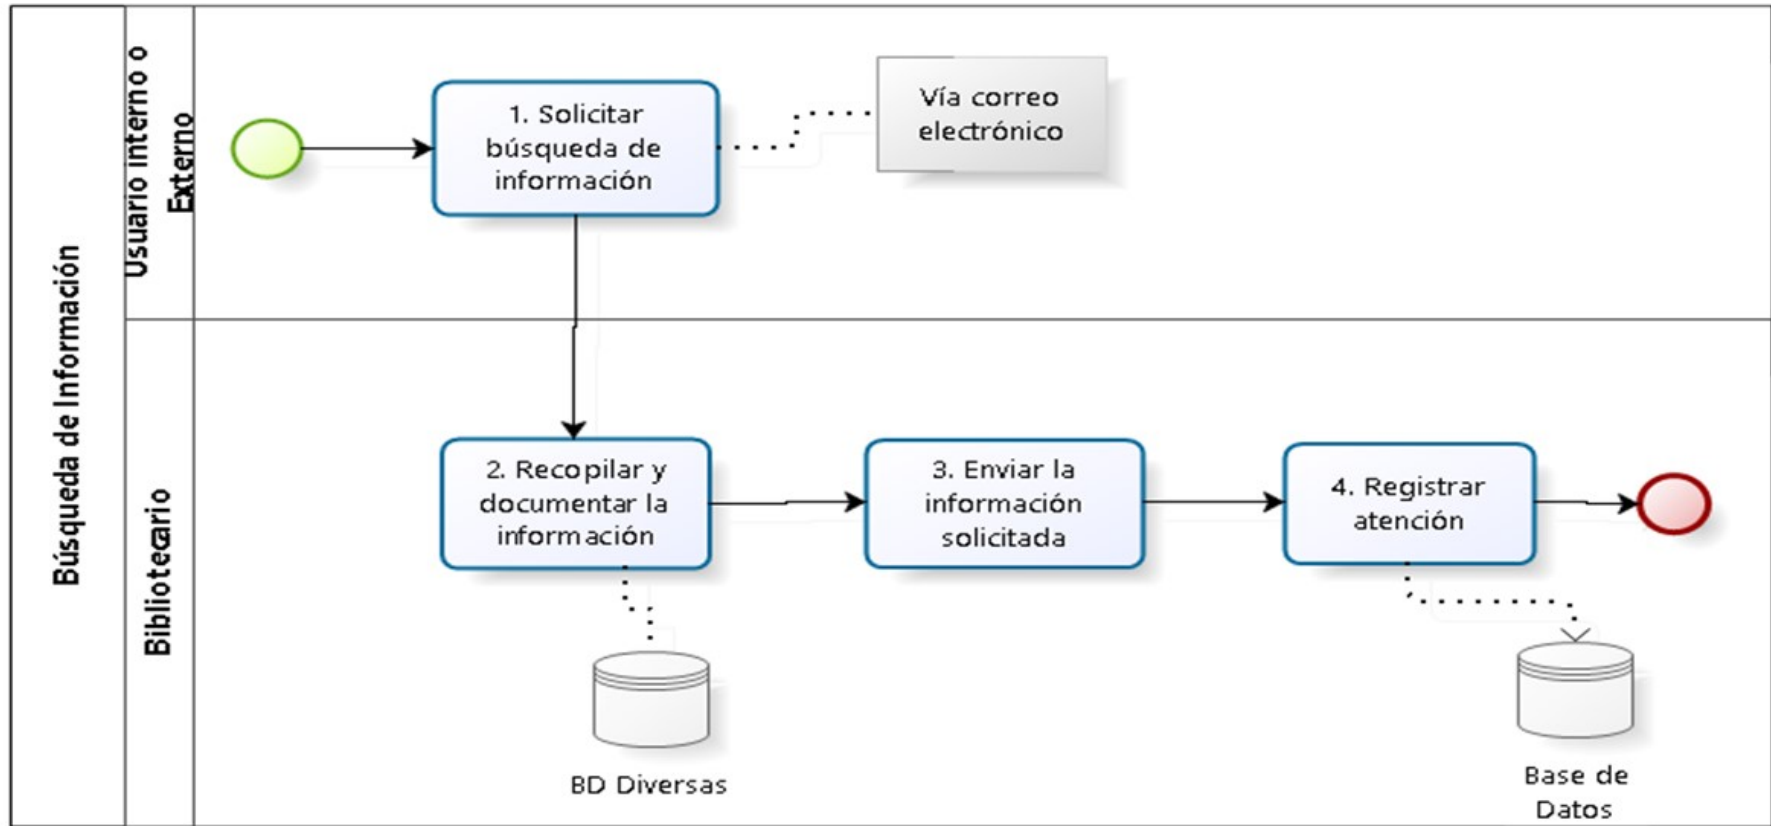 Búsqueda de Información
Usuario interno o
Externo
1. Solicitar
búsqueda de
información
Vía correo
electrónico
Bibliotecario
2. Recopilar y
documentar la
información
3. Enviar la
información
solicitada
4. Registrar
atención
BD Diversas
Base de
Datos